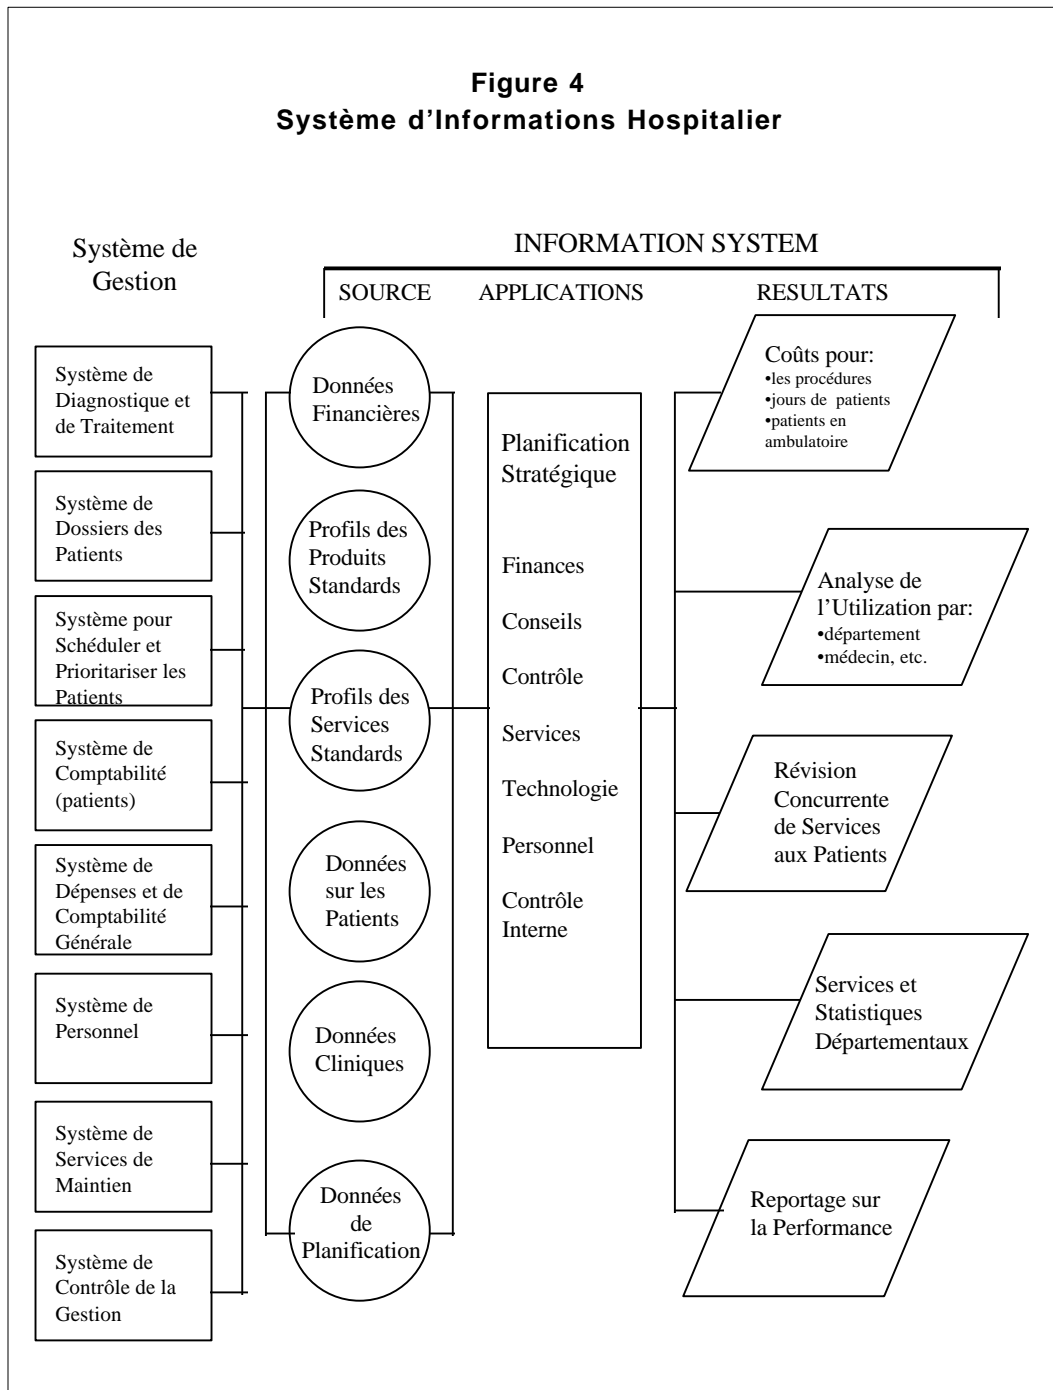 Figure 4
Système d’Informations Hospitalier
Système de
Gestion
INFORMATION SYSTEM
SOURCE
APPLICATIONS
RESULTATS
Système de
Diagnostique et
de Traitement
Système de
Dossiers des
Patients
Système pour
Schéduler et
Prioritariser les
Patients
Système de
Comptabilité
(patients)
Système de
Dépenses et de
Comptabilité
Générale
Système de
Personnel
Système de
Services de
Maintien
Système de
Contrôle de la
Gestion
Données
Financières
Profils des
Produits
Standards
Profils des
Services
Standards
Données
sur les
Patients
Données
Cliniques
Données
de
Planification
Planification
Stratégique
Finances
Conseils
Contrôle
Services
Technologie
Personnel
Contrôle
Interne
Coûts pour:
•les procédures
•jours de patients
•patients en
ambulatoire
Analyse de
l’Utilization par:
•département
•médecin, etc.
Révision
Concurrente
de Services
aux Patients
Services et
Statistiques
Départementaux
Reportage sur
la Performance